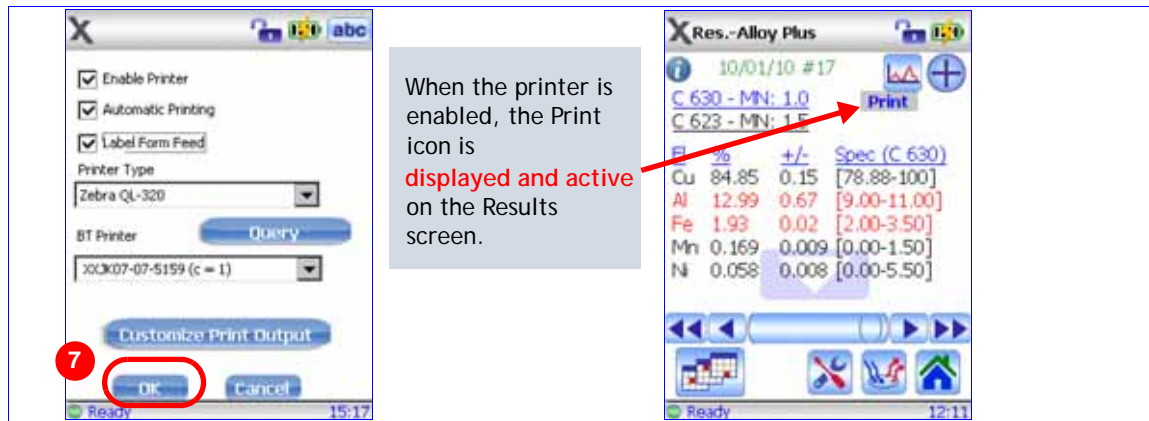 abc
Enable Printer
Automatic Printing
Label Form Feed
Printer Type
Zebra QL-320
BT Printer
Query
XXJK07-07-5159 (c = 1)
Customize Print Output
7
OK
Cancel
Ready
15:17
When the printer is
enabled, the Print
icon is
displayed and active
on the Results
screen.
Res.-Alloy Plus
10/01/10 #17
C 630 - MN: 1.0
Print
C 623 - MN: 1.5
El % +/- Spec (C 630)
Cu 84.85 0.15 [78.88-100]
Al 12.99 0.67 [9.00-11.00]
Fe 1.93 0.02 [2.00-3.50]
Mn 0.169 0.009 [0.00-1.50]
Ni 0.058 0.008 [0.00-5.50]
Ready
12:11